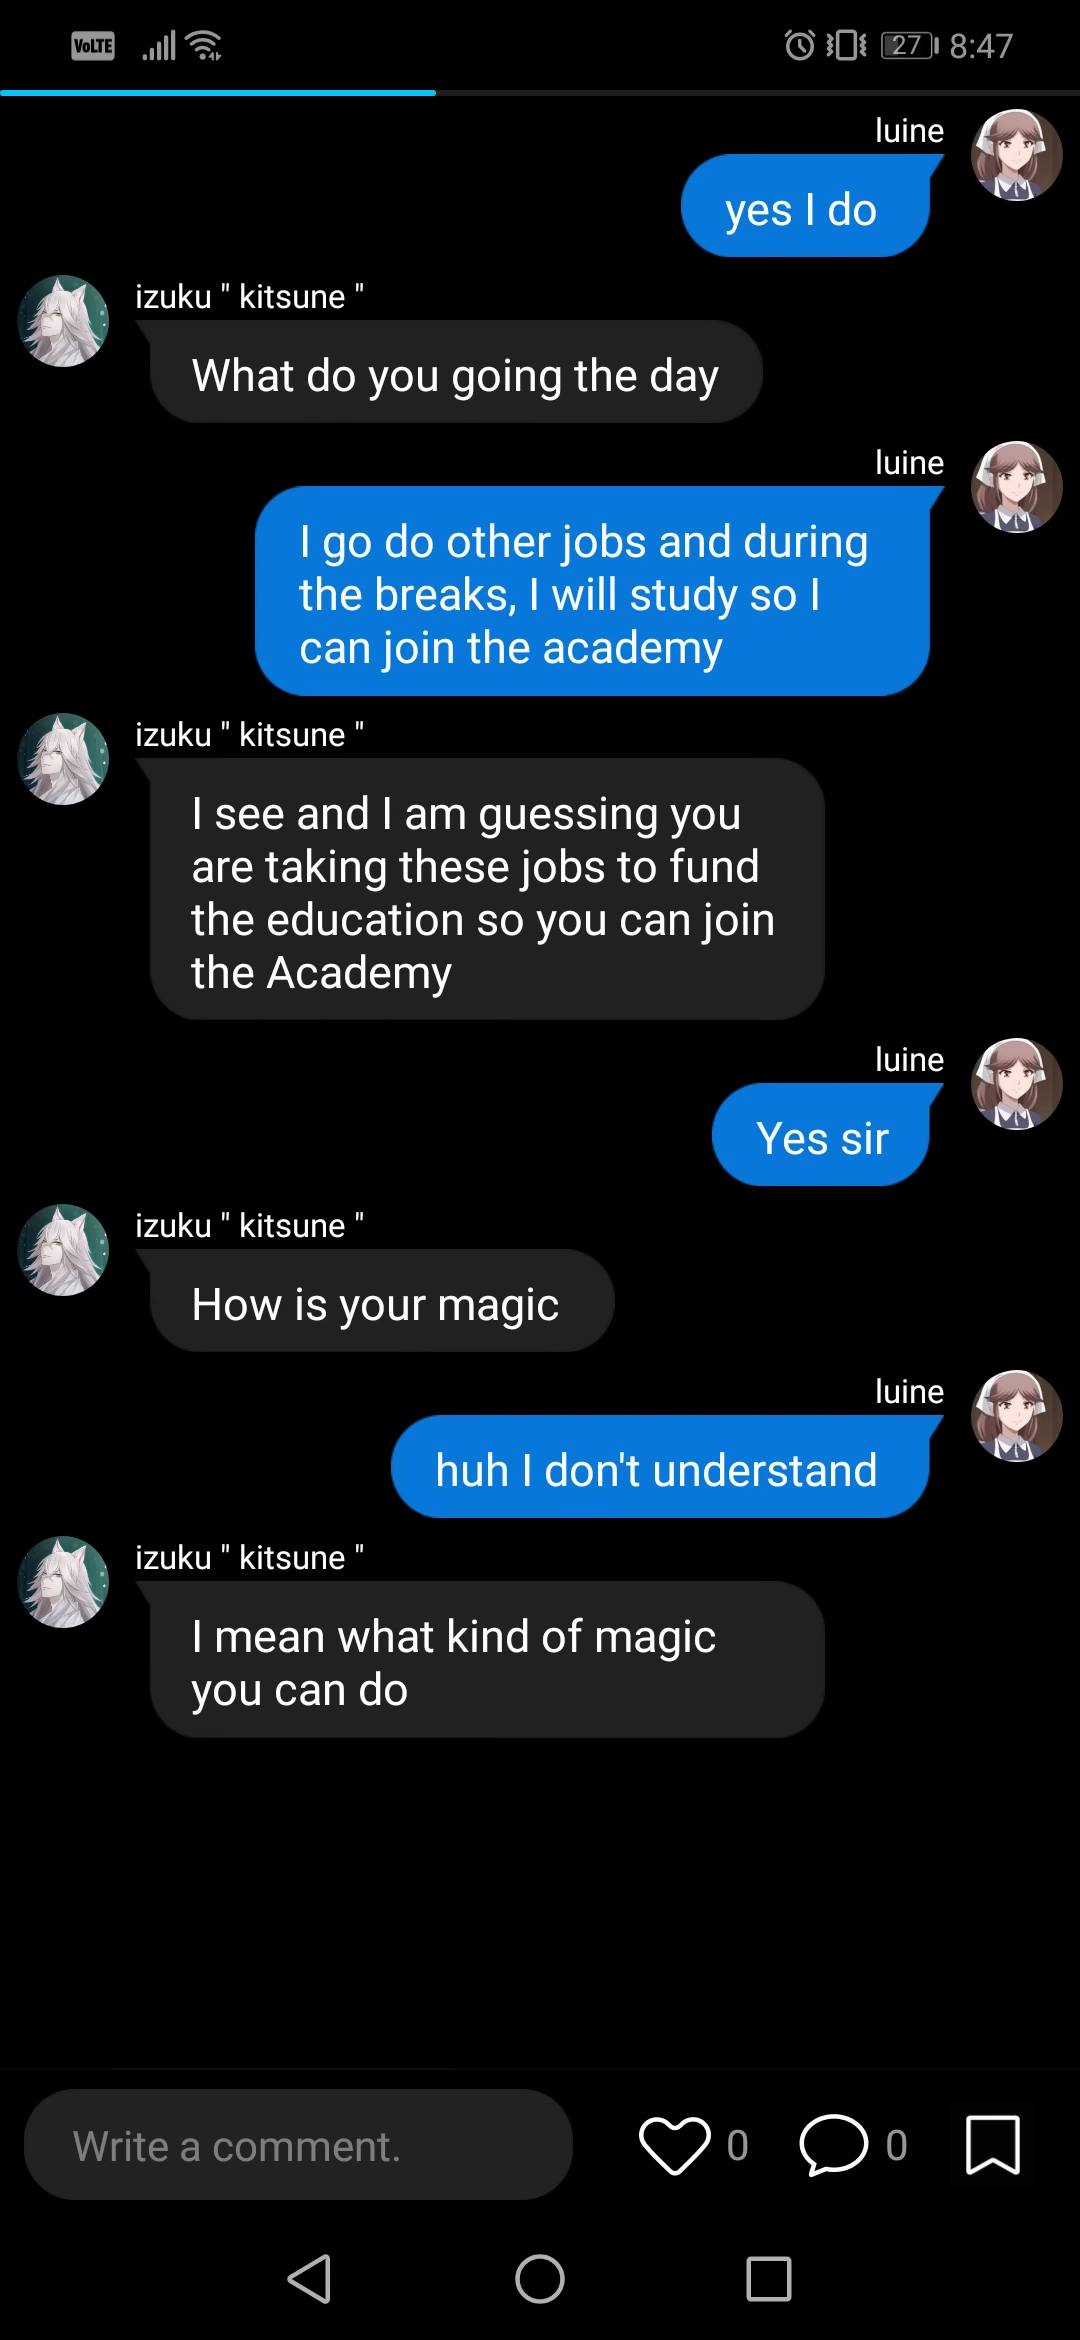 VoLTE 27 8:47
luine
yes I do
izuku " kitsune "
What do you going the day
luine
I go do other jobs and during
the breaks, I will study so I
can join the academy
izuku " kitsune "
I see and I am guessing you
are taking these jobs to fund
the education so you can join
the Academy
luine
Yes sir
izuku " kitsune "
How is your magic
luine
huh I don't understand
izuku " kitsune "
I mean what kind of magic
you can do
Write a comment. 0 0